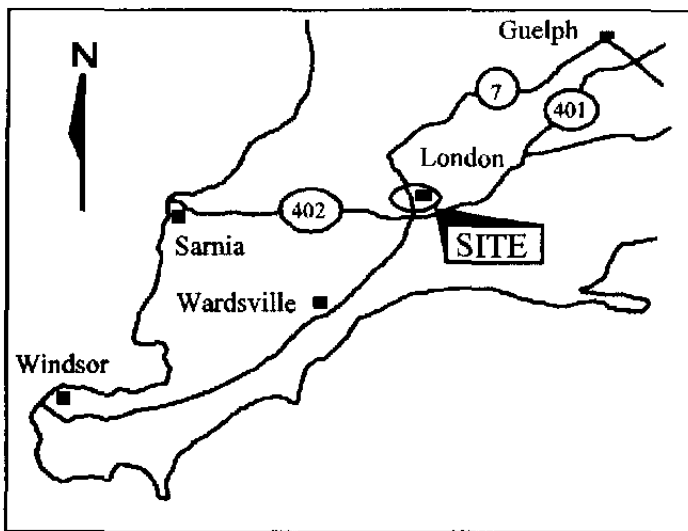 Guelph
N
7
401
London
402
SITE
Sarnia
Wardsville
Windsor